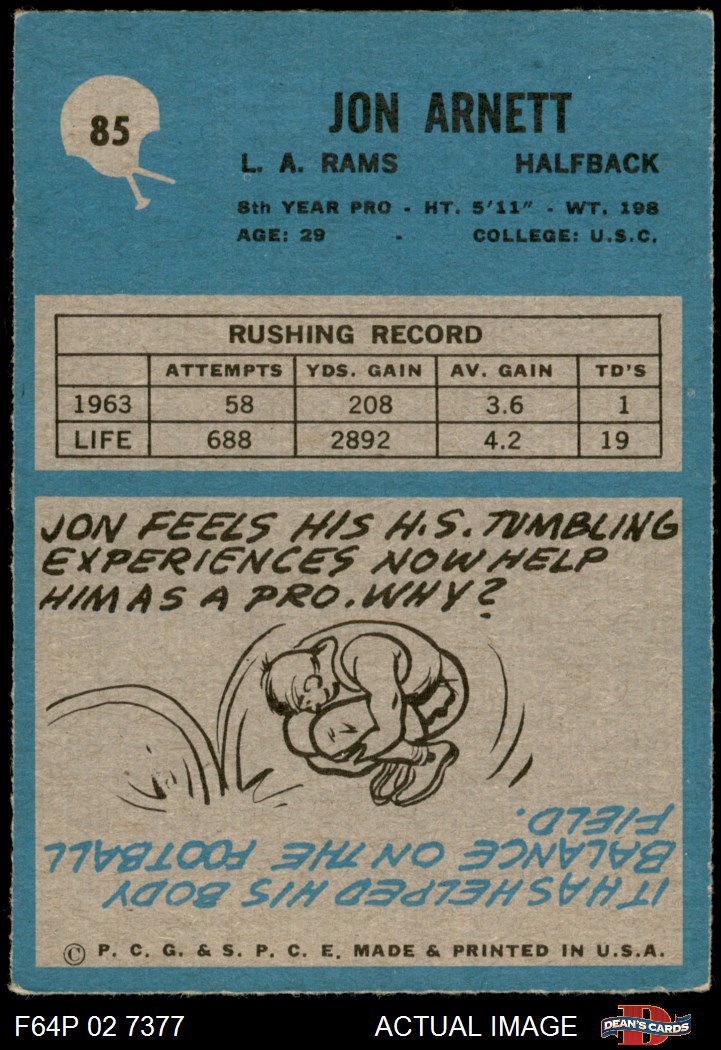 85
JON ARNETT
L. A. RAMS HALFBACK
8th YEAR PRO - HT. 5'11" - WT. 198
AGE: 29 - COLLEGE: U.S.C.
RUSHING RECORD
ATTEMPTS YDS. GAIN AV. GAIN TD'S
1963 58 208 3.6 1
LIFE 688 2892 4.2 19
JON FEELS HIS H.S. TUMBLING
EXPERIENCES NOW HELP
HIM AS A PRO. WHY?
IT HAS HELPED HIS BODY
BALANCE ON THE FOOTBALL
FIELD.
© P. C. G. & S. P. C. E. MADE & PRINTED IN U.S.A.
F64P 02 7377 ACTUAL IMAGE D DEAN'S CARDS